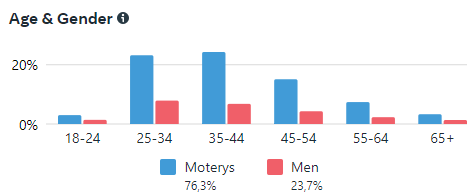 Age & Gender
20%
0%
18-24 25-34 35-44 45-54 55-64 65+
Moterys Men
76,3% 23,7%